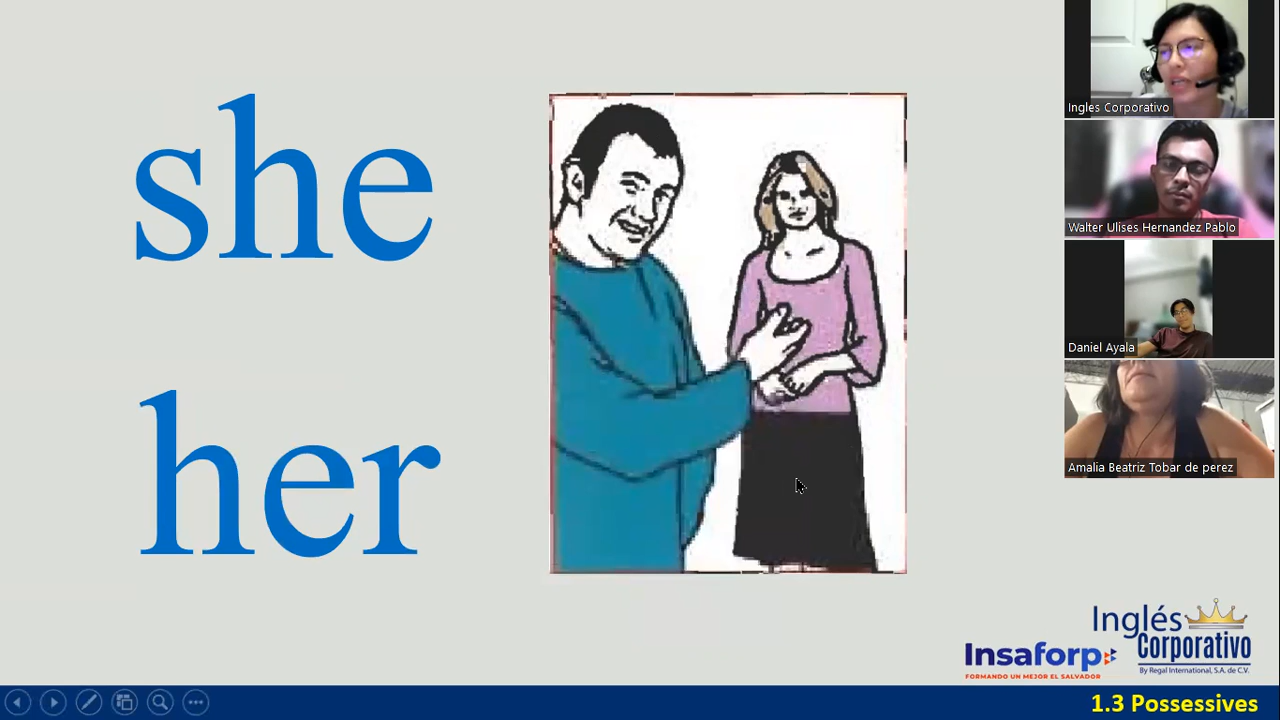 she
her
Ingles Corporativo
Walter Ulises Hernandez Pablo
Daniel Ayala
Amalia Beatriz Tobar de perez
Inglés
Corporativo
By Regal International, S.A. de C.V.
Insaforp
FORMANDO UN MEJOR EL SALVADOR
1.3 Possessives